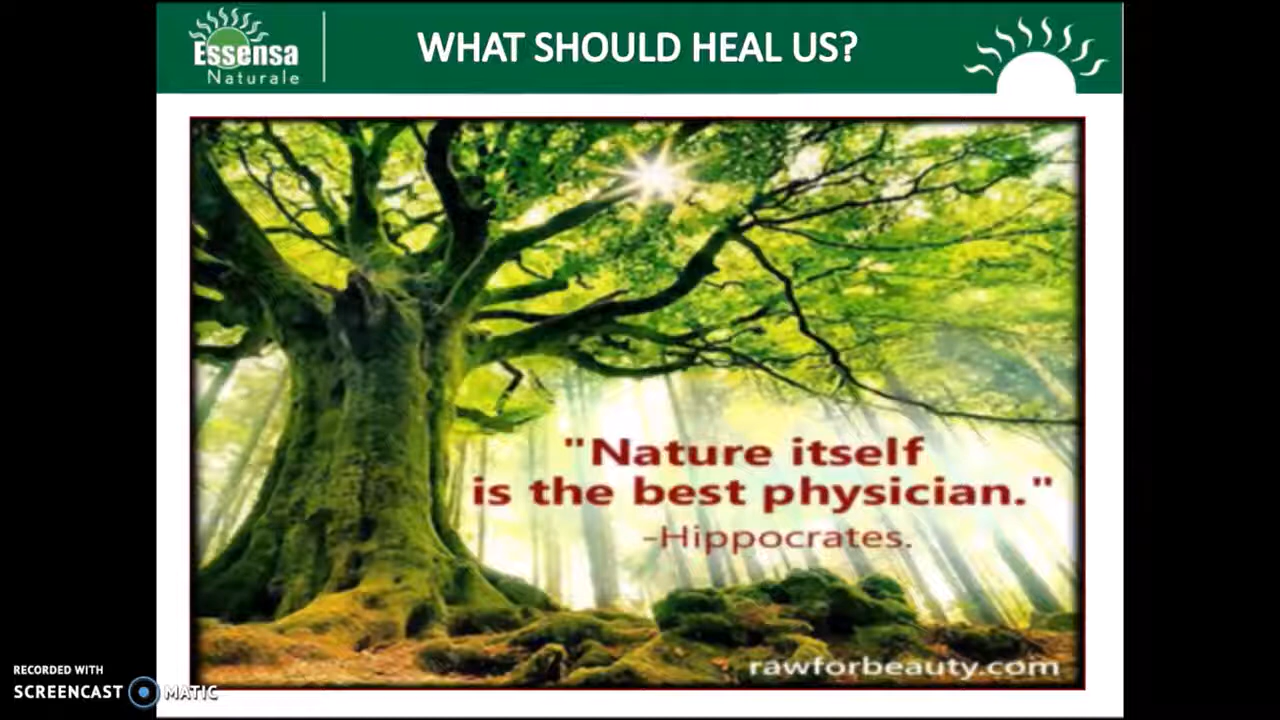 Essensa
Naturale
WHAT SHOULD HEAL US?
"Nature itself
is the best physician."
-Hippocrates.
rawforbeauty.com
RECORDED WITH
SCREENCAST MATIC